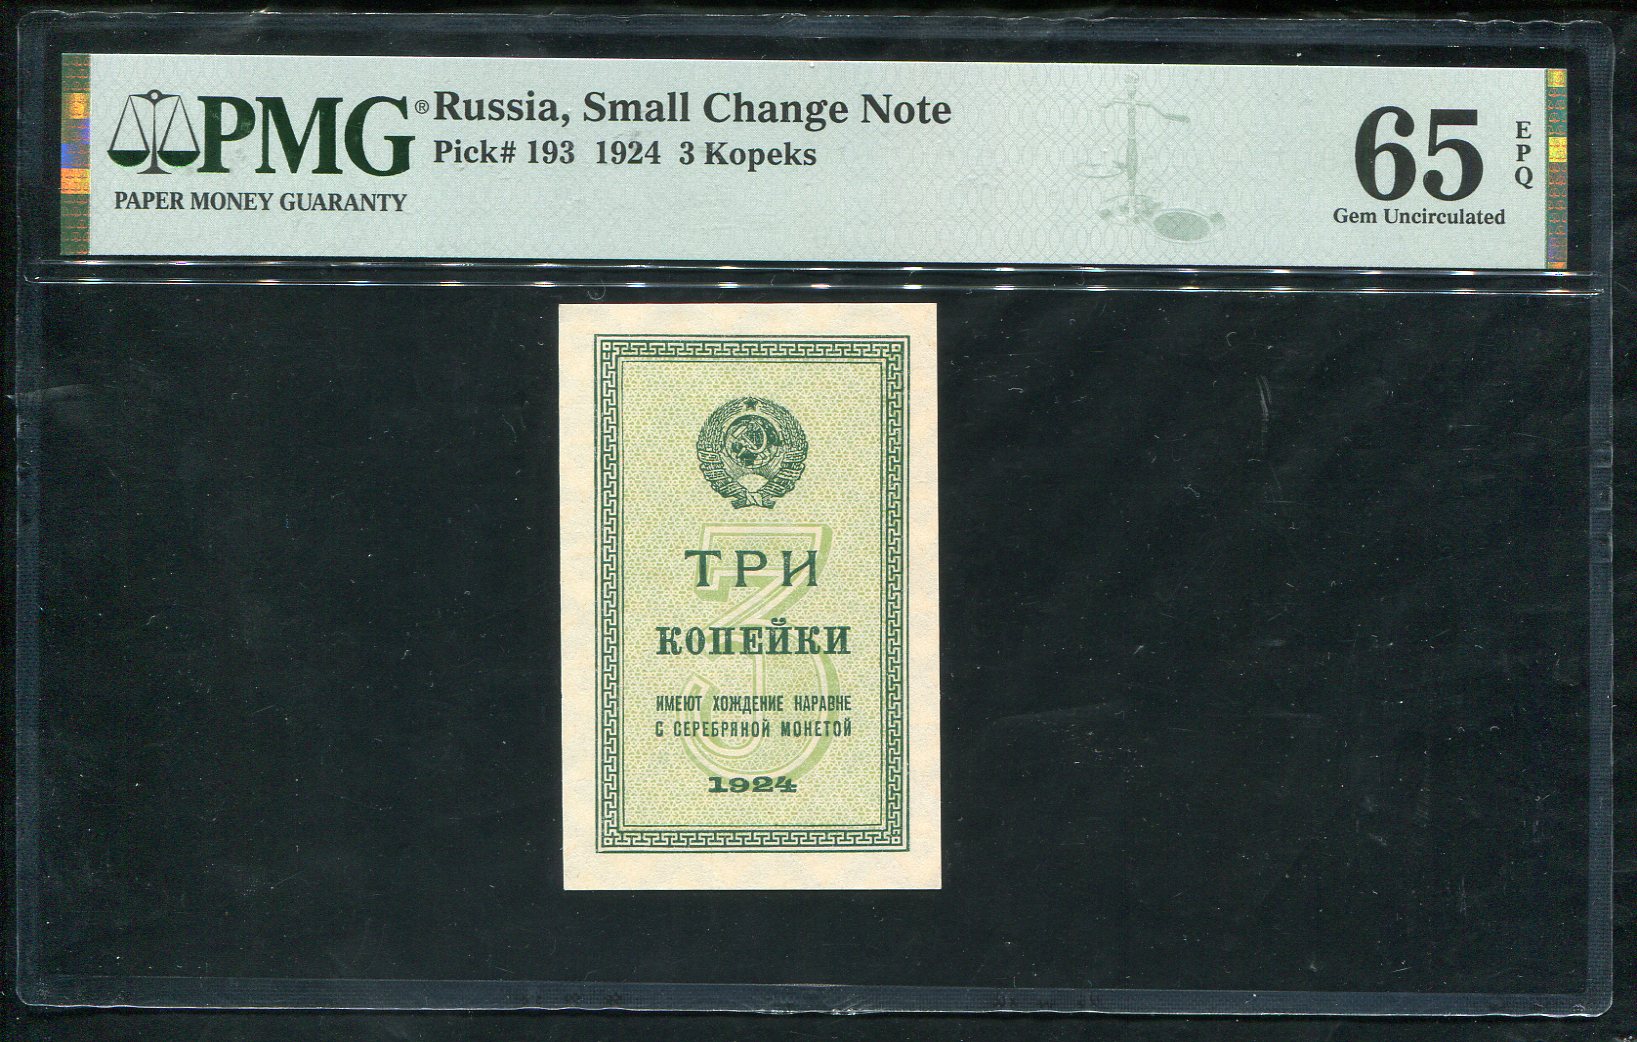 PMG® Russia, Small Change Note
Pick# 193 1924 3 Kopeks
PAPER MONEY GUARANTY
65 EPQ
Gem Uncirculated
3
ТРИ
КОПЕЙКИ
ИМЕЮТ ХОЖДЕНИЕ НАРАВНЕ
С СЕРЕБРЯНОЙ МОНЕТОЙ
1924